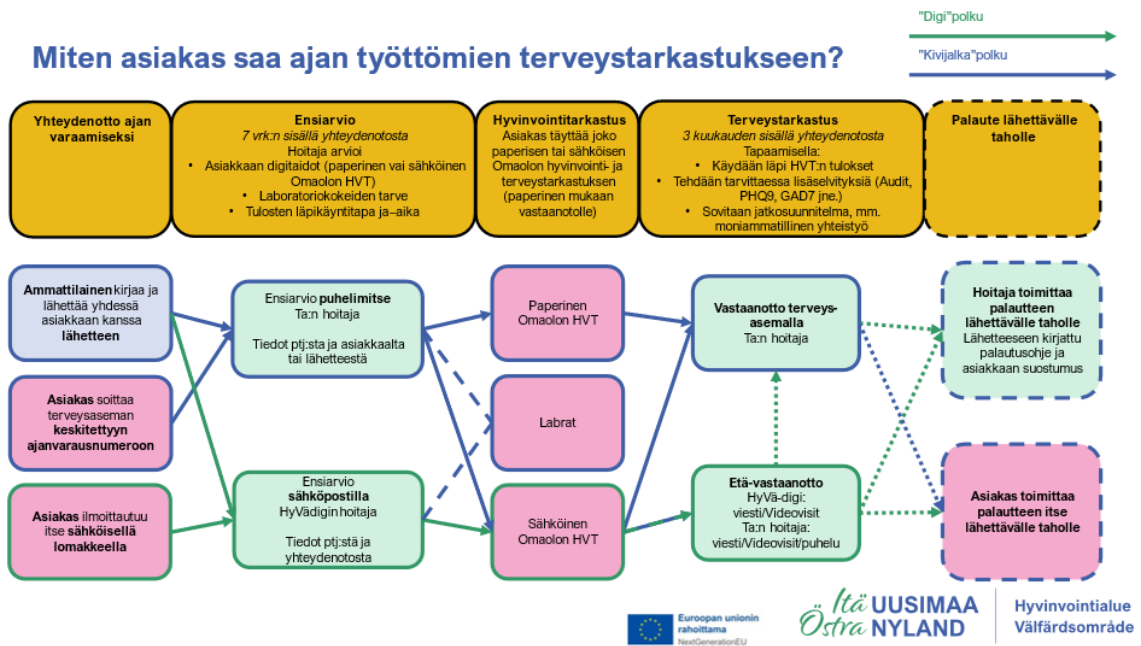 "Digi"polku
"Kivijalka"polku
Miten asiakas saa ajan työttömien terveystarkastukseen?
Yhteydenotto ajan
varaamiseksi
Ensiarvio
7 vrk:n sisällä yhteydenotosta
Hoitaja arvioi
• Asiakkaan digitaidot (paperinen vai sähköinen
Omaolon HVT)
• Laboratoriokokeiden tarve
• Tulosten läpikäyntitapa ja–aika
Hyvinvointitarkastus
Asiakas täyttää joko
paperisen tai sähköisen
Omaolon hyvinvointi- ja
terveystarkastuksen
(paperinen mukaan
vastaanotolle)
Terveystarkastus
3 kuukauden sisällä yhteydenotosta
Tapaamisella:
• Käydään läpi HVT:n tulokset
• Tehdään tarvittaessa lisäselvityksiä (Audit,
PHQ9, GAD7 jne.)
• Sovitaan jatkosuunnitelma, mm.
moniammatillinen yhteistyö
Palaute lähettävälle
taholle
Ammattilainen kirjaa ja
lähettää yhdessä
asiakkaan kanssa
lähetteen
Asiakas soittaa
terveysaseman
keskitettyyn
ajanvarausnumeroon
Asiakas ilmoittautuu
itse sähköisellä
lomakkeella
Ensiarvio puhelimitse
Ta:n hoitaja
Tiedot ptj:sta ja asiakkaalta
tai lähetteestä
Ensiarvio
sähköpostilla
HyVädigin hoitaja
Tiedot ptj:stä ja
yhteydenotosta
Paperinen
Omaolon HVT
Labrat
Sähköinen
Omaolon HVT
Vastaanotto terveys-
asemalla
Ta:n hoitaja
Etä-vastaanotto
HyVä-digi:
viesti/Videovisit
Ta:n hoitaja:
viesti/Videovisit/puhelu
Hoitaja toimittaa
palautteen
lähettävälle taholle
Lähetteeseen kirjattu
palautusohje ja
asiakkaan suostumus
Asiakas toimittaa
palautteen itse
lähettävälle taholle
Euroopan unionin
rahoittama
NextGenerationEU
Itä UUSIMAA
Östra NYLAND
Hyvinvointialue
Välfärdsområde